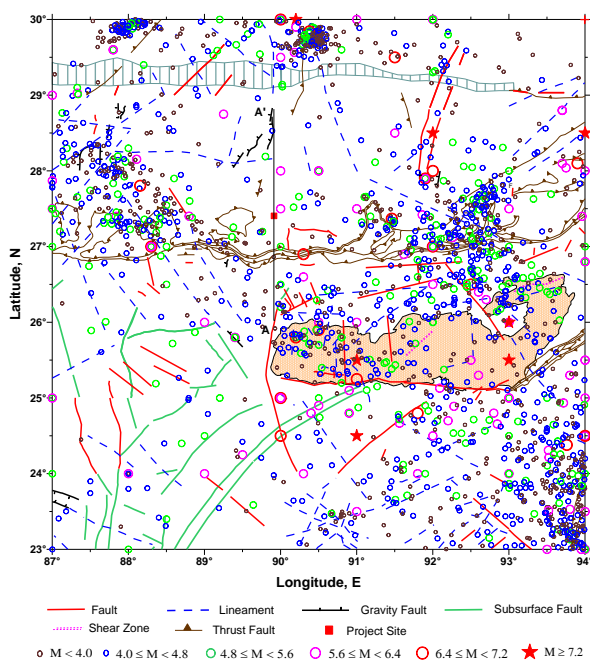 30°
29°
28°
27°
26°
25°
24°
23°
Latitude, N
A'
A
87°
88°
89°
90°
91°
92°
93°
94°
Longitude, E
Fault
Lineament
Gravity Fault
Subsurface Fault
Shear Zone
Thrust Fault
Project Site
M < 4.0
4.0 ≤ M < 4.8
4.8 ≤ M < 5.6
5.6 ≤ M < 6.4
6.4 ≤ M < 7.2
M ≥ 7.2